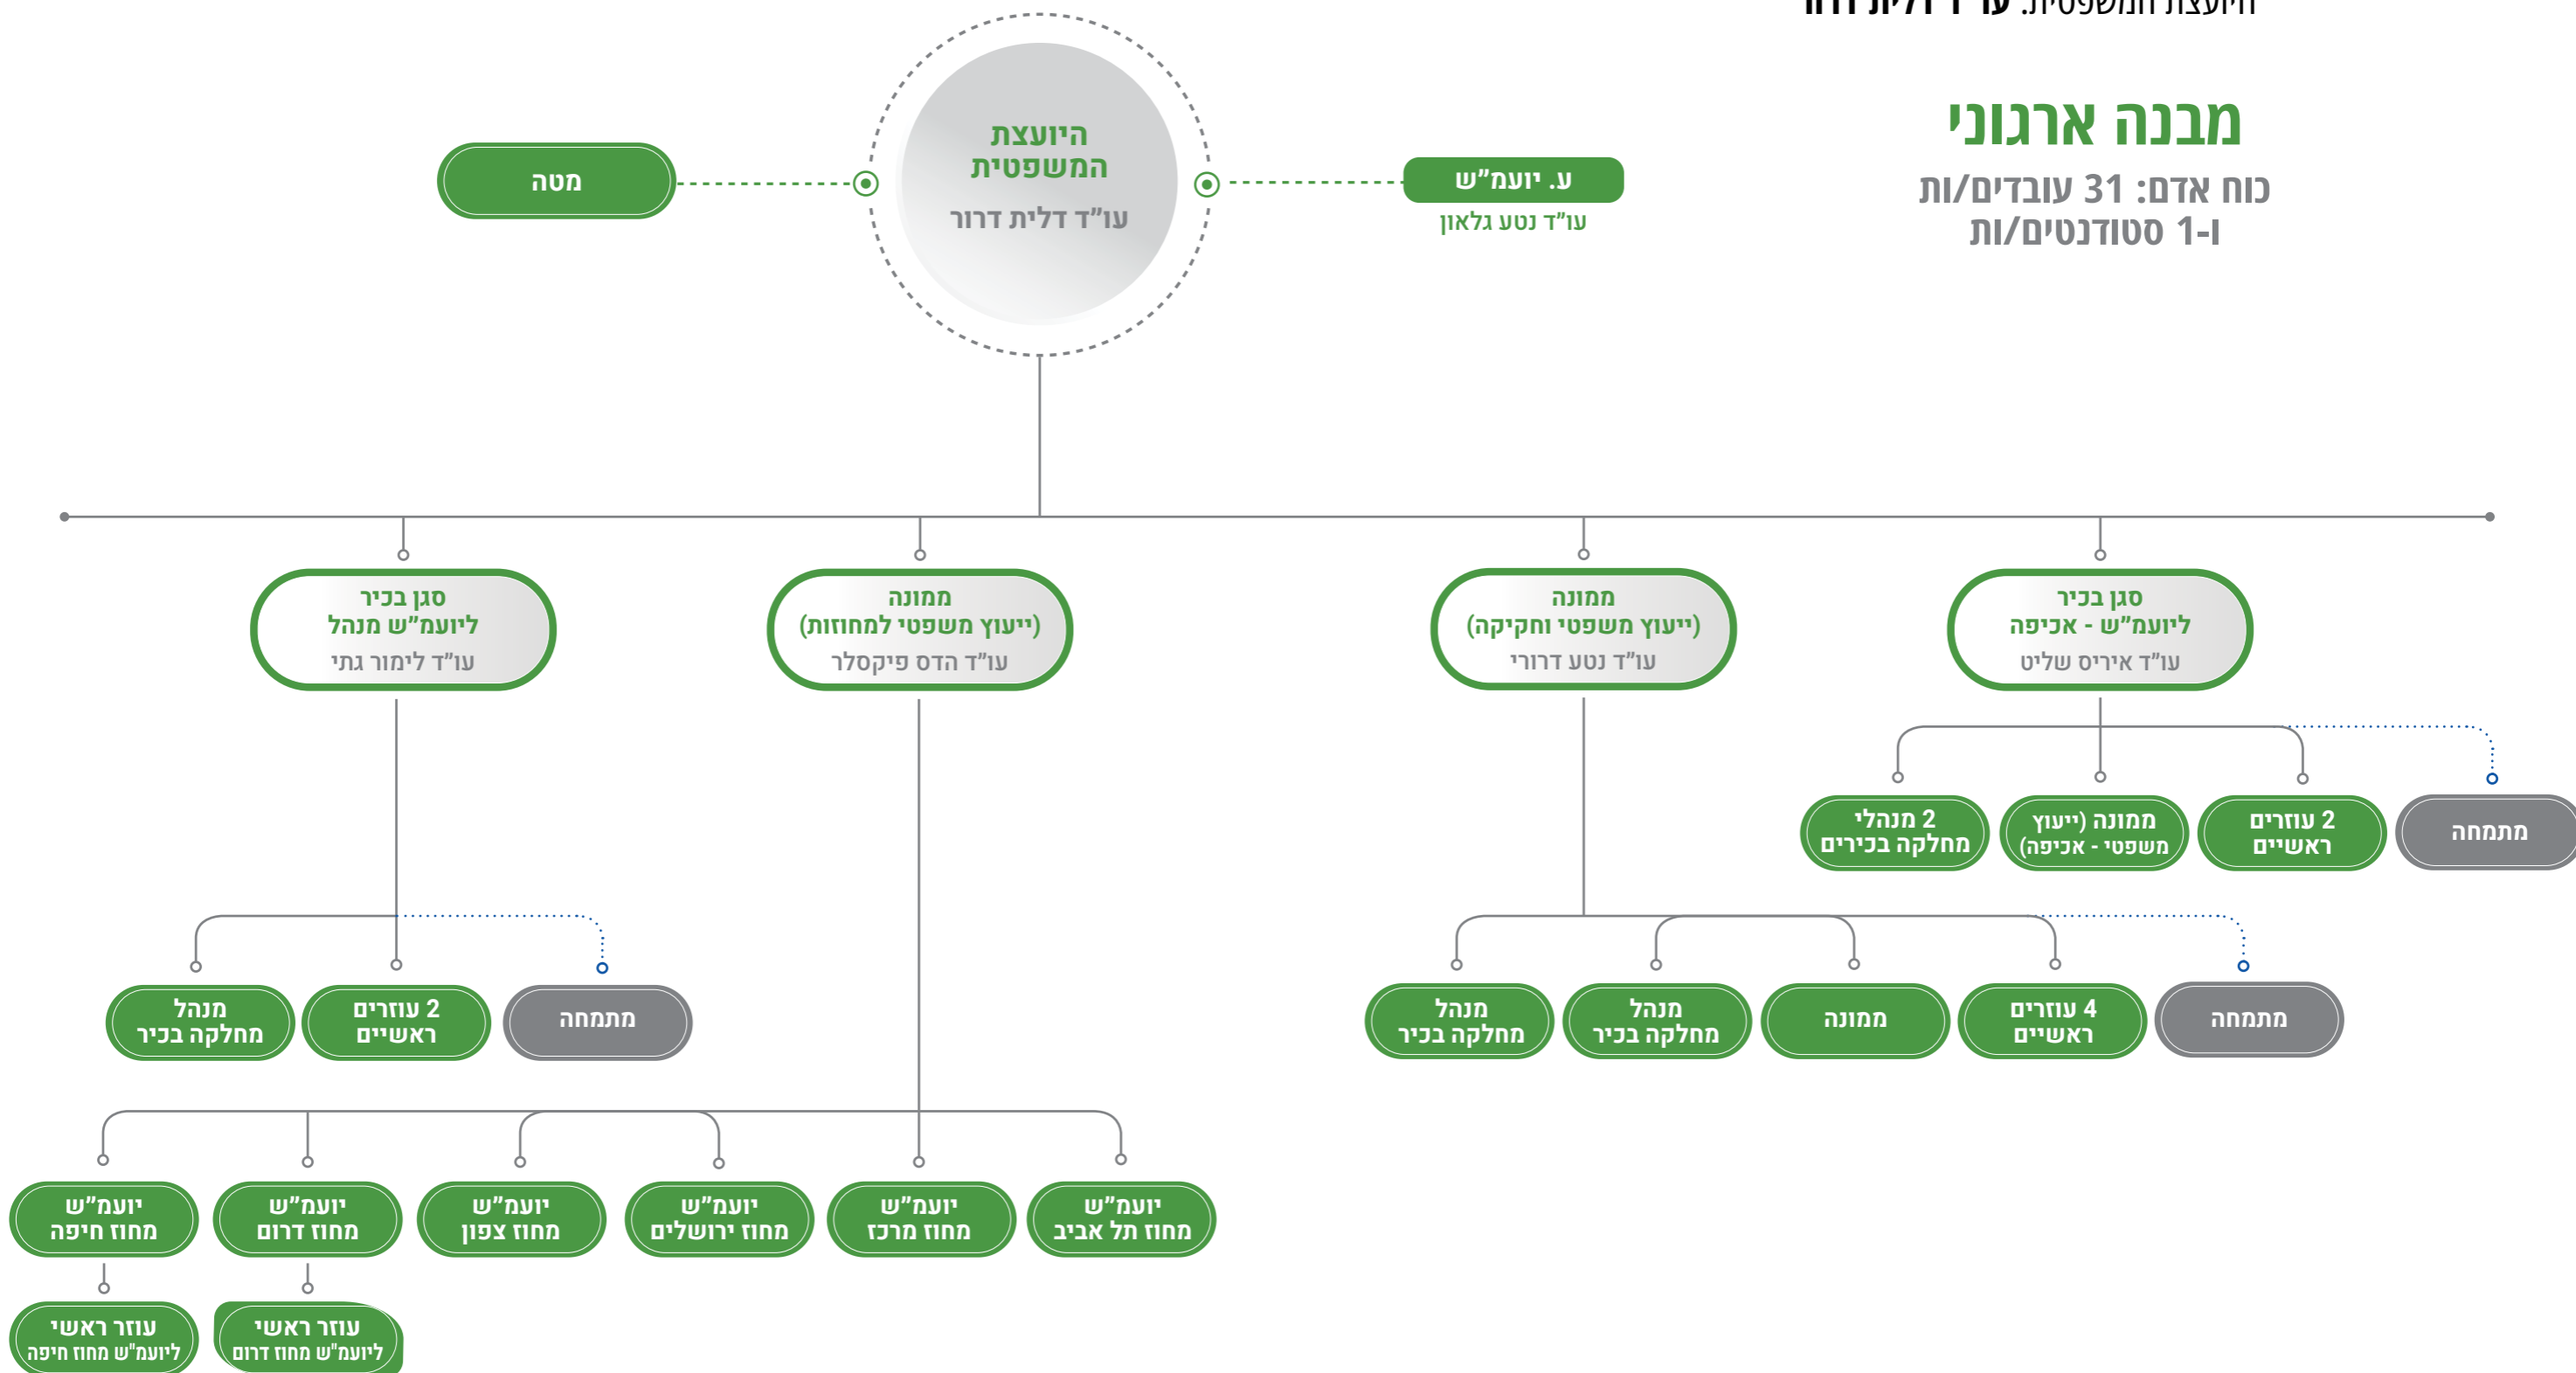 היועצת המשפטית: עו"ד דלית דרור
מבנה ארגוני
כוח אדם: 31 עובדים/ות
ו-1 סטודנטים/ות
היועצת
המשפטית
עו"ד דלית דרור
ע. יועמ"ש
עו"ד נטע גלאון
מטה
סגן בכיר
ליועמ"ש - אכיפה
עו"ד איריס שליט
ממונה
(ייעוץ משפטי וחקיקה)
עו"ד נטע דרורי
ממונה
(ייעוץ משפטי למחוזות)
עו"ד הדס פיקסלר
סגן בכיר
ליועמ"ש מנהל
עו"ד לימור גתי
מתמחה
2 עוזרים
ראשיים
ממונה (ייעוץ
משפטי - אכיפה)
2 מנהלי
מחלקה בכירים
מתמחה
4 עוזרים
ראשיים
ממונה
מנהל
מחלקה בכיר
מנהל
מחלקה בכיר
מתמחה
2 עוזרים
ראשיים
מנהל
מחלקה בכיר
יועמ"ש
מחוז תל אביב
יועמ"ש
מחוז מרכז
יועמ"ש
מחוז ירושלים
יועמ"ש
מחוז צפון
יועמ"ש
מחוז דרום
יועמ"ש
מחוז חיפה
עוזר ראשי
ליועמ"ש מחוז דרום
עוזר ראשי
ליועמ"ש מחוז חיפה